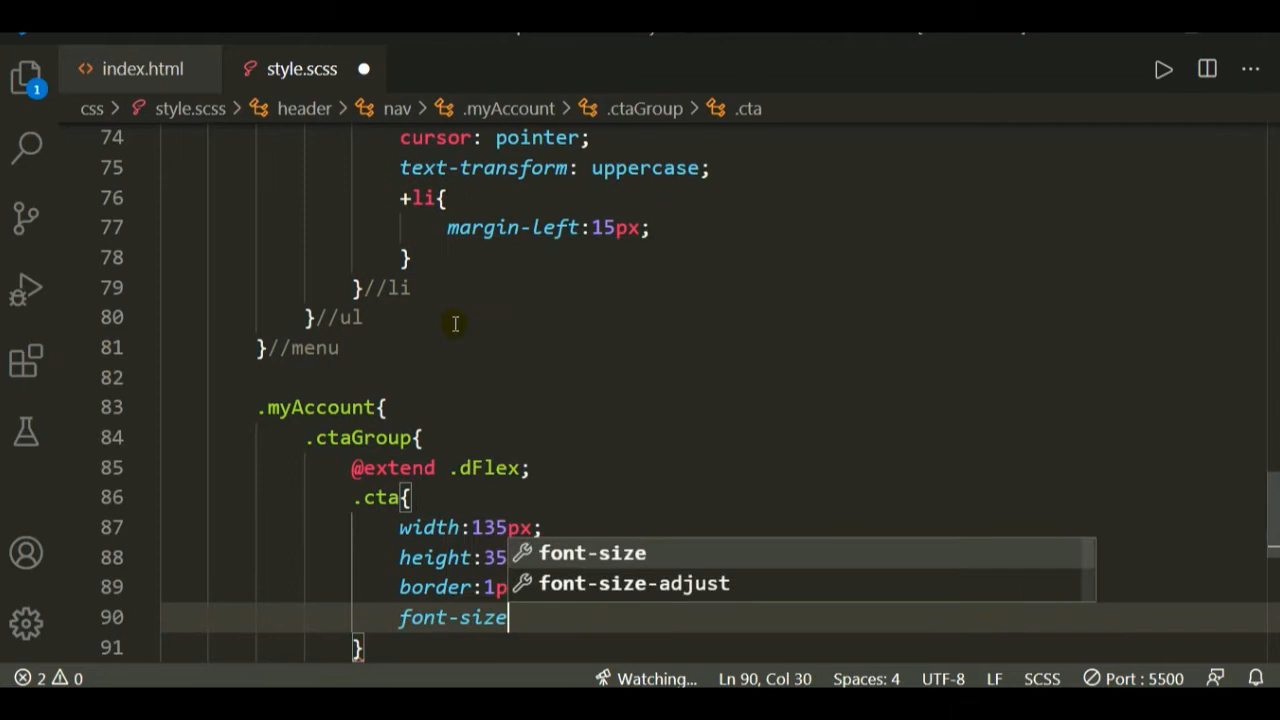 index.html
style.scss
1
css > style.scss > header > nav > .myAccount > .ctaGroup > .cta
74 cursor: pointer;
75 text-transform: uppercase;
76 +li{
77 margin-left:15px;
78 }
79 }//li
80 }//ul
81 }//menu
82
83 .myAccount{
84 .ctaGroup{
85 @extend .dFlex;
86 .cta{
87 width:135px;
88 height:35
font-size
font-size-adjust
89 border:1p
90 font-size
91 }
2 0 Watching... Ln 90, Col 30 Spaces: 4 UTF-8 LF SCSS Port : 5500